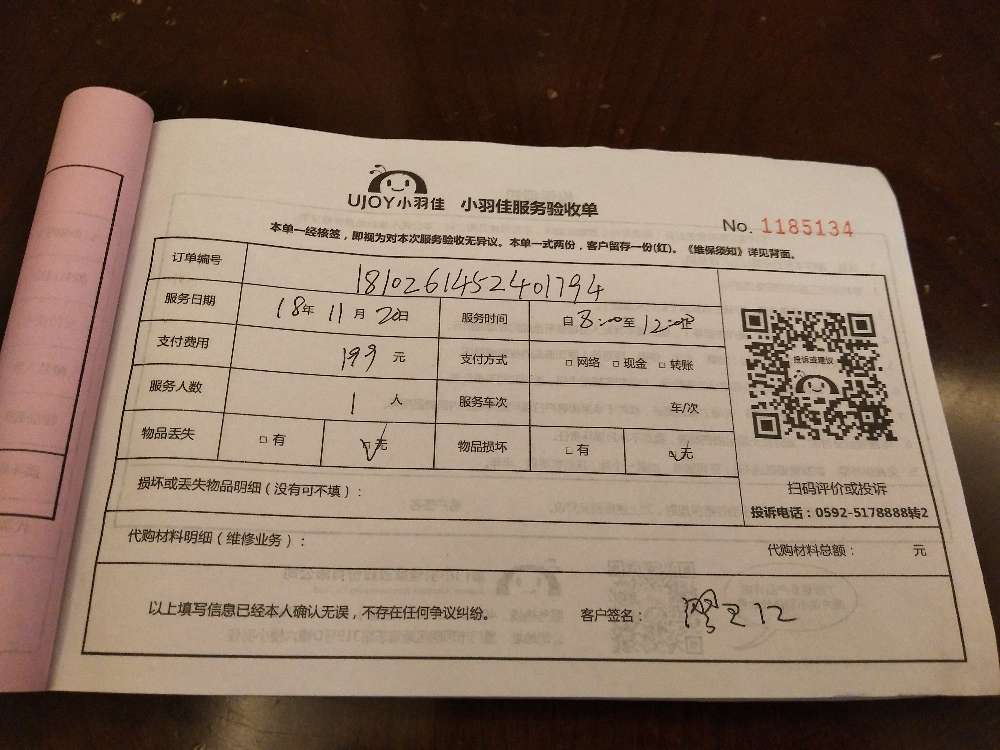 UJOY小羽佳 小羽佳服务验收单
No. 1185134
本单一经核签，即视为对本次服务验收无异议。本单一式两份，客户留存一份(红)。《维保须知》详见背面。
订单编号 1810261452401794
服务日期 18年 11月 20日 服务时间 自 8:00 至 12:00止
支付费用 199 元 支付方式 □ 网络 □ 现金 □ 转账
服务人数 1 人 服务车次 车/次
物品丢失 □ 有 □ 无 物品损坏 □ 有 □ 无
投诉或建议
扫码评价或投诉
投诉电话：0592-5178888转2
损坏或丢失物品明细（没有可不填）：
代购材料明细（维修业务）： 代购材料总额： 元
以上填写信息已经本人确认无误，不存在任何争议纠纷。 客户签名：